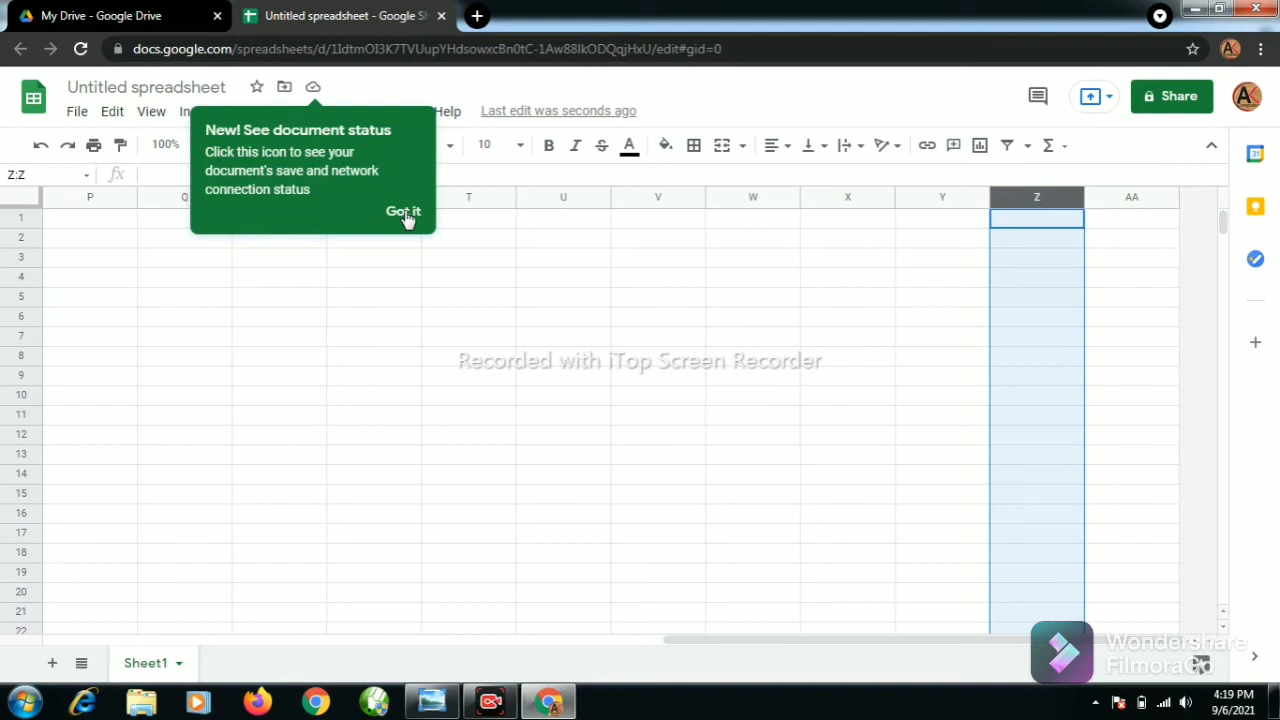 My Drive - Google Drive
Untitled spreadsheet - Google Sh
docs.google.com/spreadsheets/d/1IdtmOI3K7TVUupYHdsowxcBn0tC-1Aw88IkODQqjHxU/edit#gid=0
Untitled spreadsheet
File Edit View In Help Last edit was seconds ago
Share
New! See document status
Click this icon to see your
document's save and network
connection status
Got it
100% 10
Z:Z fx
P Q T U V W X Y Z AA
1
2
3
4
5
6
7
8
9
10
11
12
13
14
15
16
17
18
19
20
21
22
Recorded with iTop Screen Recorder
Sheet1
Wondershare
FilmoraGo
4:19 PM
9/6/2021